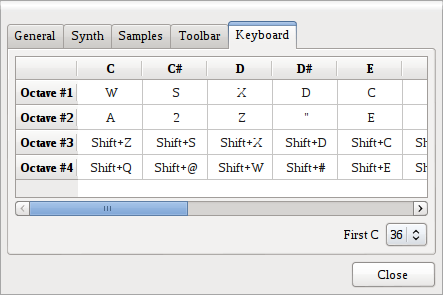 General Synth Samples Toolbar Keyboard
C C# D D# E
Octave #1 W S X D C
Octave #2 A 2 Z " E
Octave #3 Shift+Z Shift+S Shift+X Shift+D Shift+C Sh
Octave #4 Shift+Q Shift+@ Shift+W Shift+# Shift+E Sh
First C 36
Close